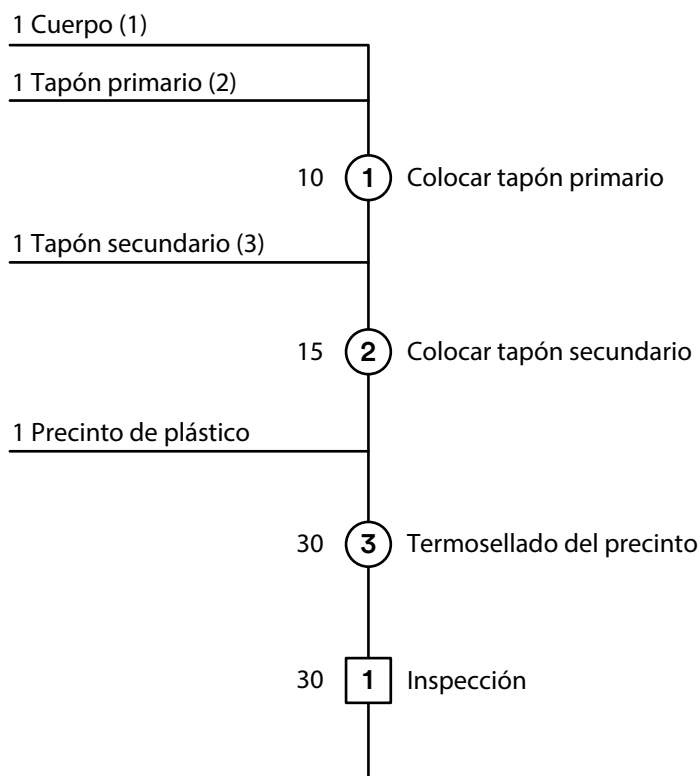 1 Cuerpo (1)
1 Tapón primario (2)
10 1 Colocar tapón primario
1 Tapón secundario (3)
15 2 Colocar tapón secundario
1 Precinto de plástico
30 3 Termosellado del precinto
30 1 Inspección